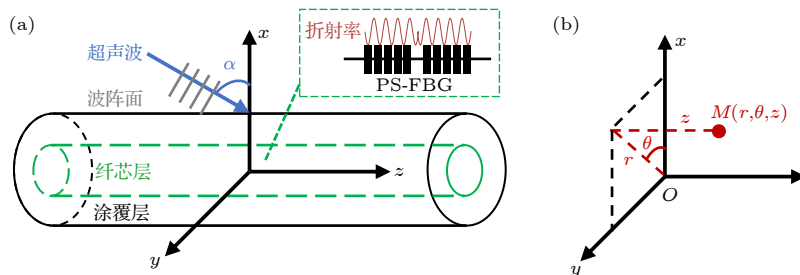 (a)
x
折射率
超声波
α
PS-FBG
波阵面
纤芯层
z
涂覆层
y
(b)
x
z
M(r,θ,z)
θ
r
O
y